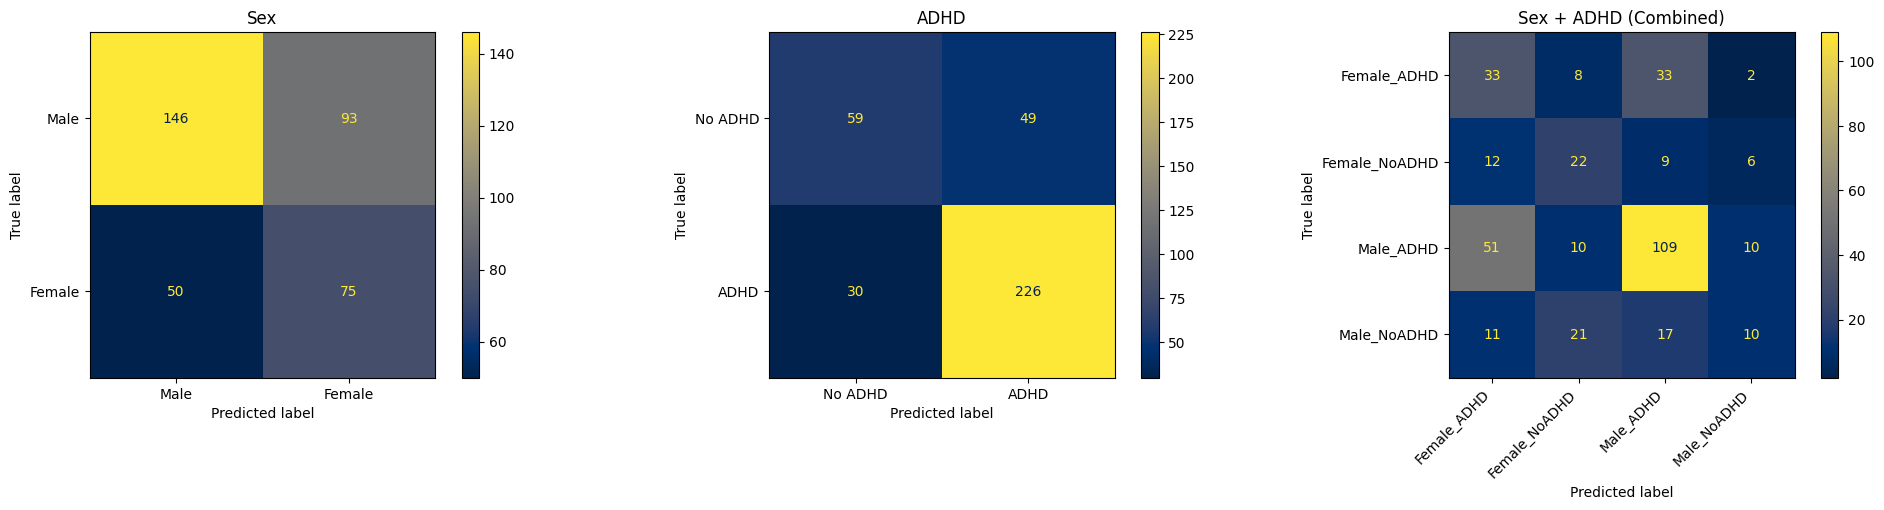 Sex
True label
Male
Female
146
93
50
75
Male
Female
Predicted label
140
120
100
80
60
ADHD
True label
No ADHD
ADHD
59
49
30
226
No ADHD
ADHD
Predicted label
225
200
175
150
125
100
75
50
Sex + ADHD (Combined)
True label
Female_ADHD
33
8
33
2
Female_NoADHD
12
22
9
6
Male_ADHD
51
10
109
10
Male_NoADHD
11
21
17
10
Female_ADHD
Female_NoADHD
Male_ADHD
Male_NoADHD
Predicted label
100
80
60
40
20